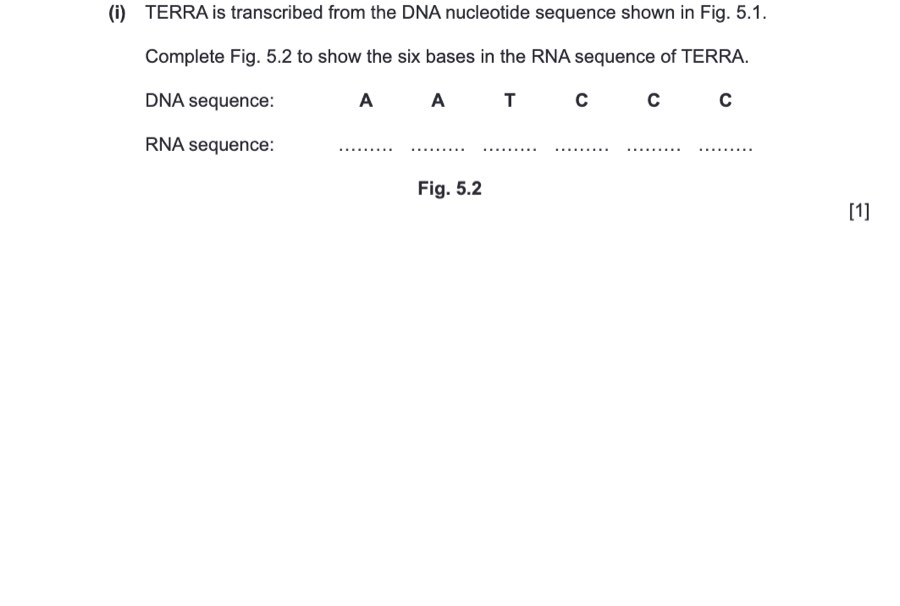 (i) TERRA is transcribed from the DNA nucleotide sequence shown in Fig. 5.1.
Complete Fig. 5.2 to show the six bases in the RNA sequence of TERRA.
DNA sequence: A A T C C C
RNA sequence: ......... ......... ......... ......... ......... .........
Fig. 5.2
[1]